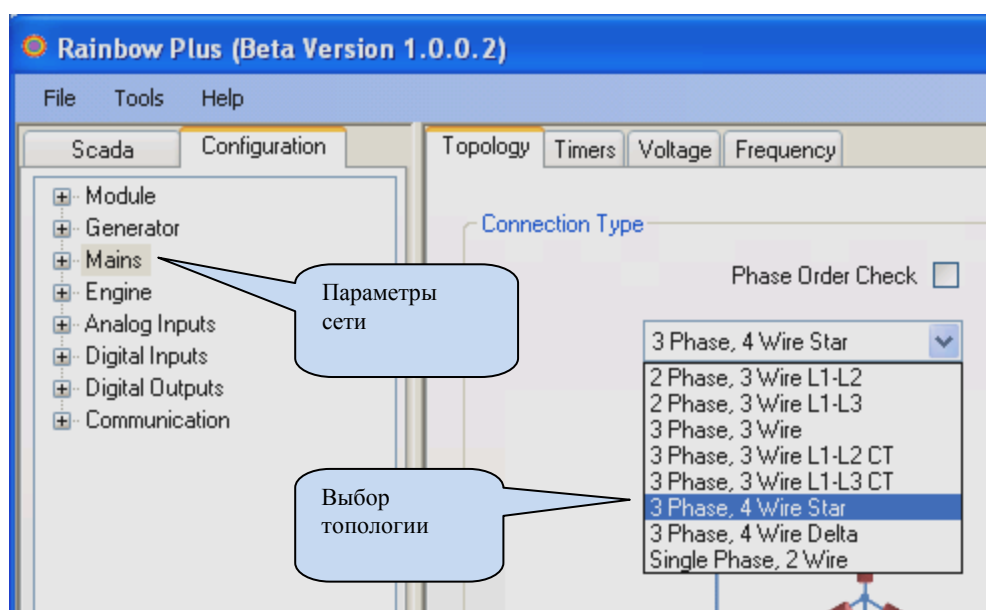 Rainbow Plus (Beta Version 1.0.0.2)
File Tools Help
Scada Configuration
Topology Timers Voltage Frequency
Module
Generator
Mains
Engine
Analog Inputs
Digital Inputs
Digital Outputs
Communication
Параметры
сети
Выбор
топологии
Connection Type
Phase Order Check
3 Phase, 4 Wire Star
2 Phase, 3 Wire L1-L2
2 Phase, 3 Wire L1-L3
3 Phase, 3 Wire
3 Phase, 3 Wire L1-L2 CT
3 Phase, 3 Wire L1-L3 CT
3 Phase, 4 Wire Star
3 Phase, 4 Wire Delta
Single Phase, 2 Wire